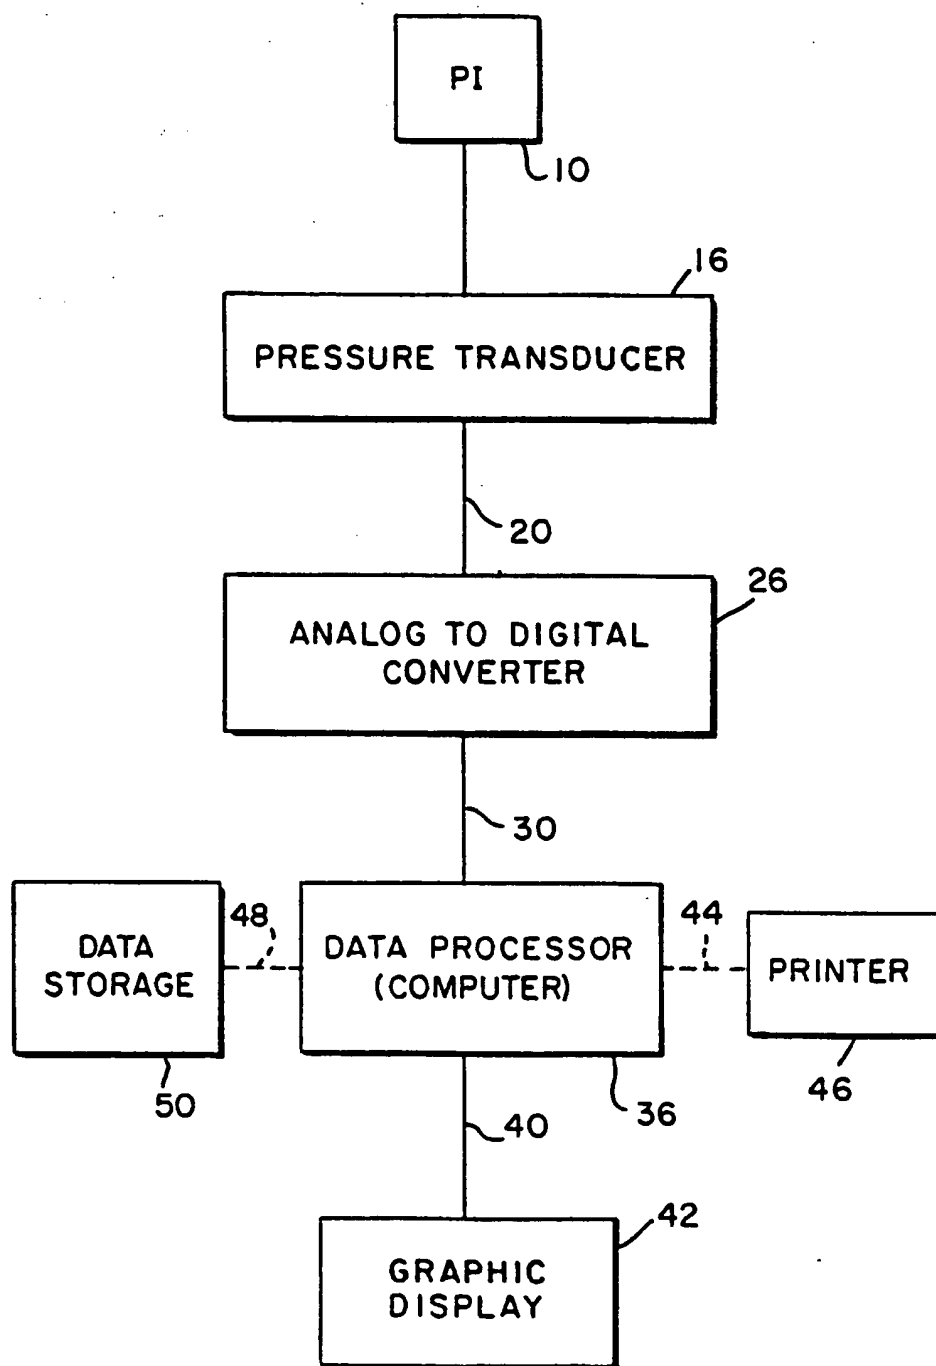 PI
10
16
PRESSURE TRANSDUCER
20
26
ANALOG TO DIGITAL
CONVERTER
30
48
44
DATA
STORAGE
DATA PROCESSOR
(COMPUTER)
PRINTER
50
36
46
40
42
GRAPHIC
DISPLAY